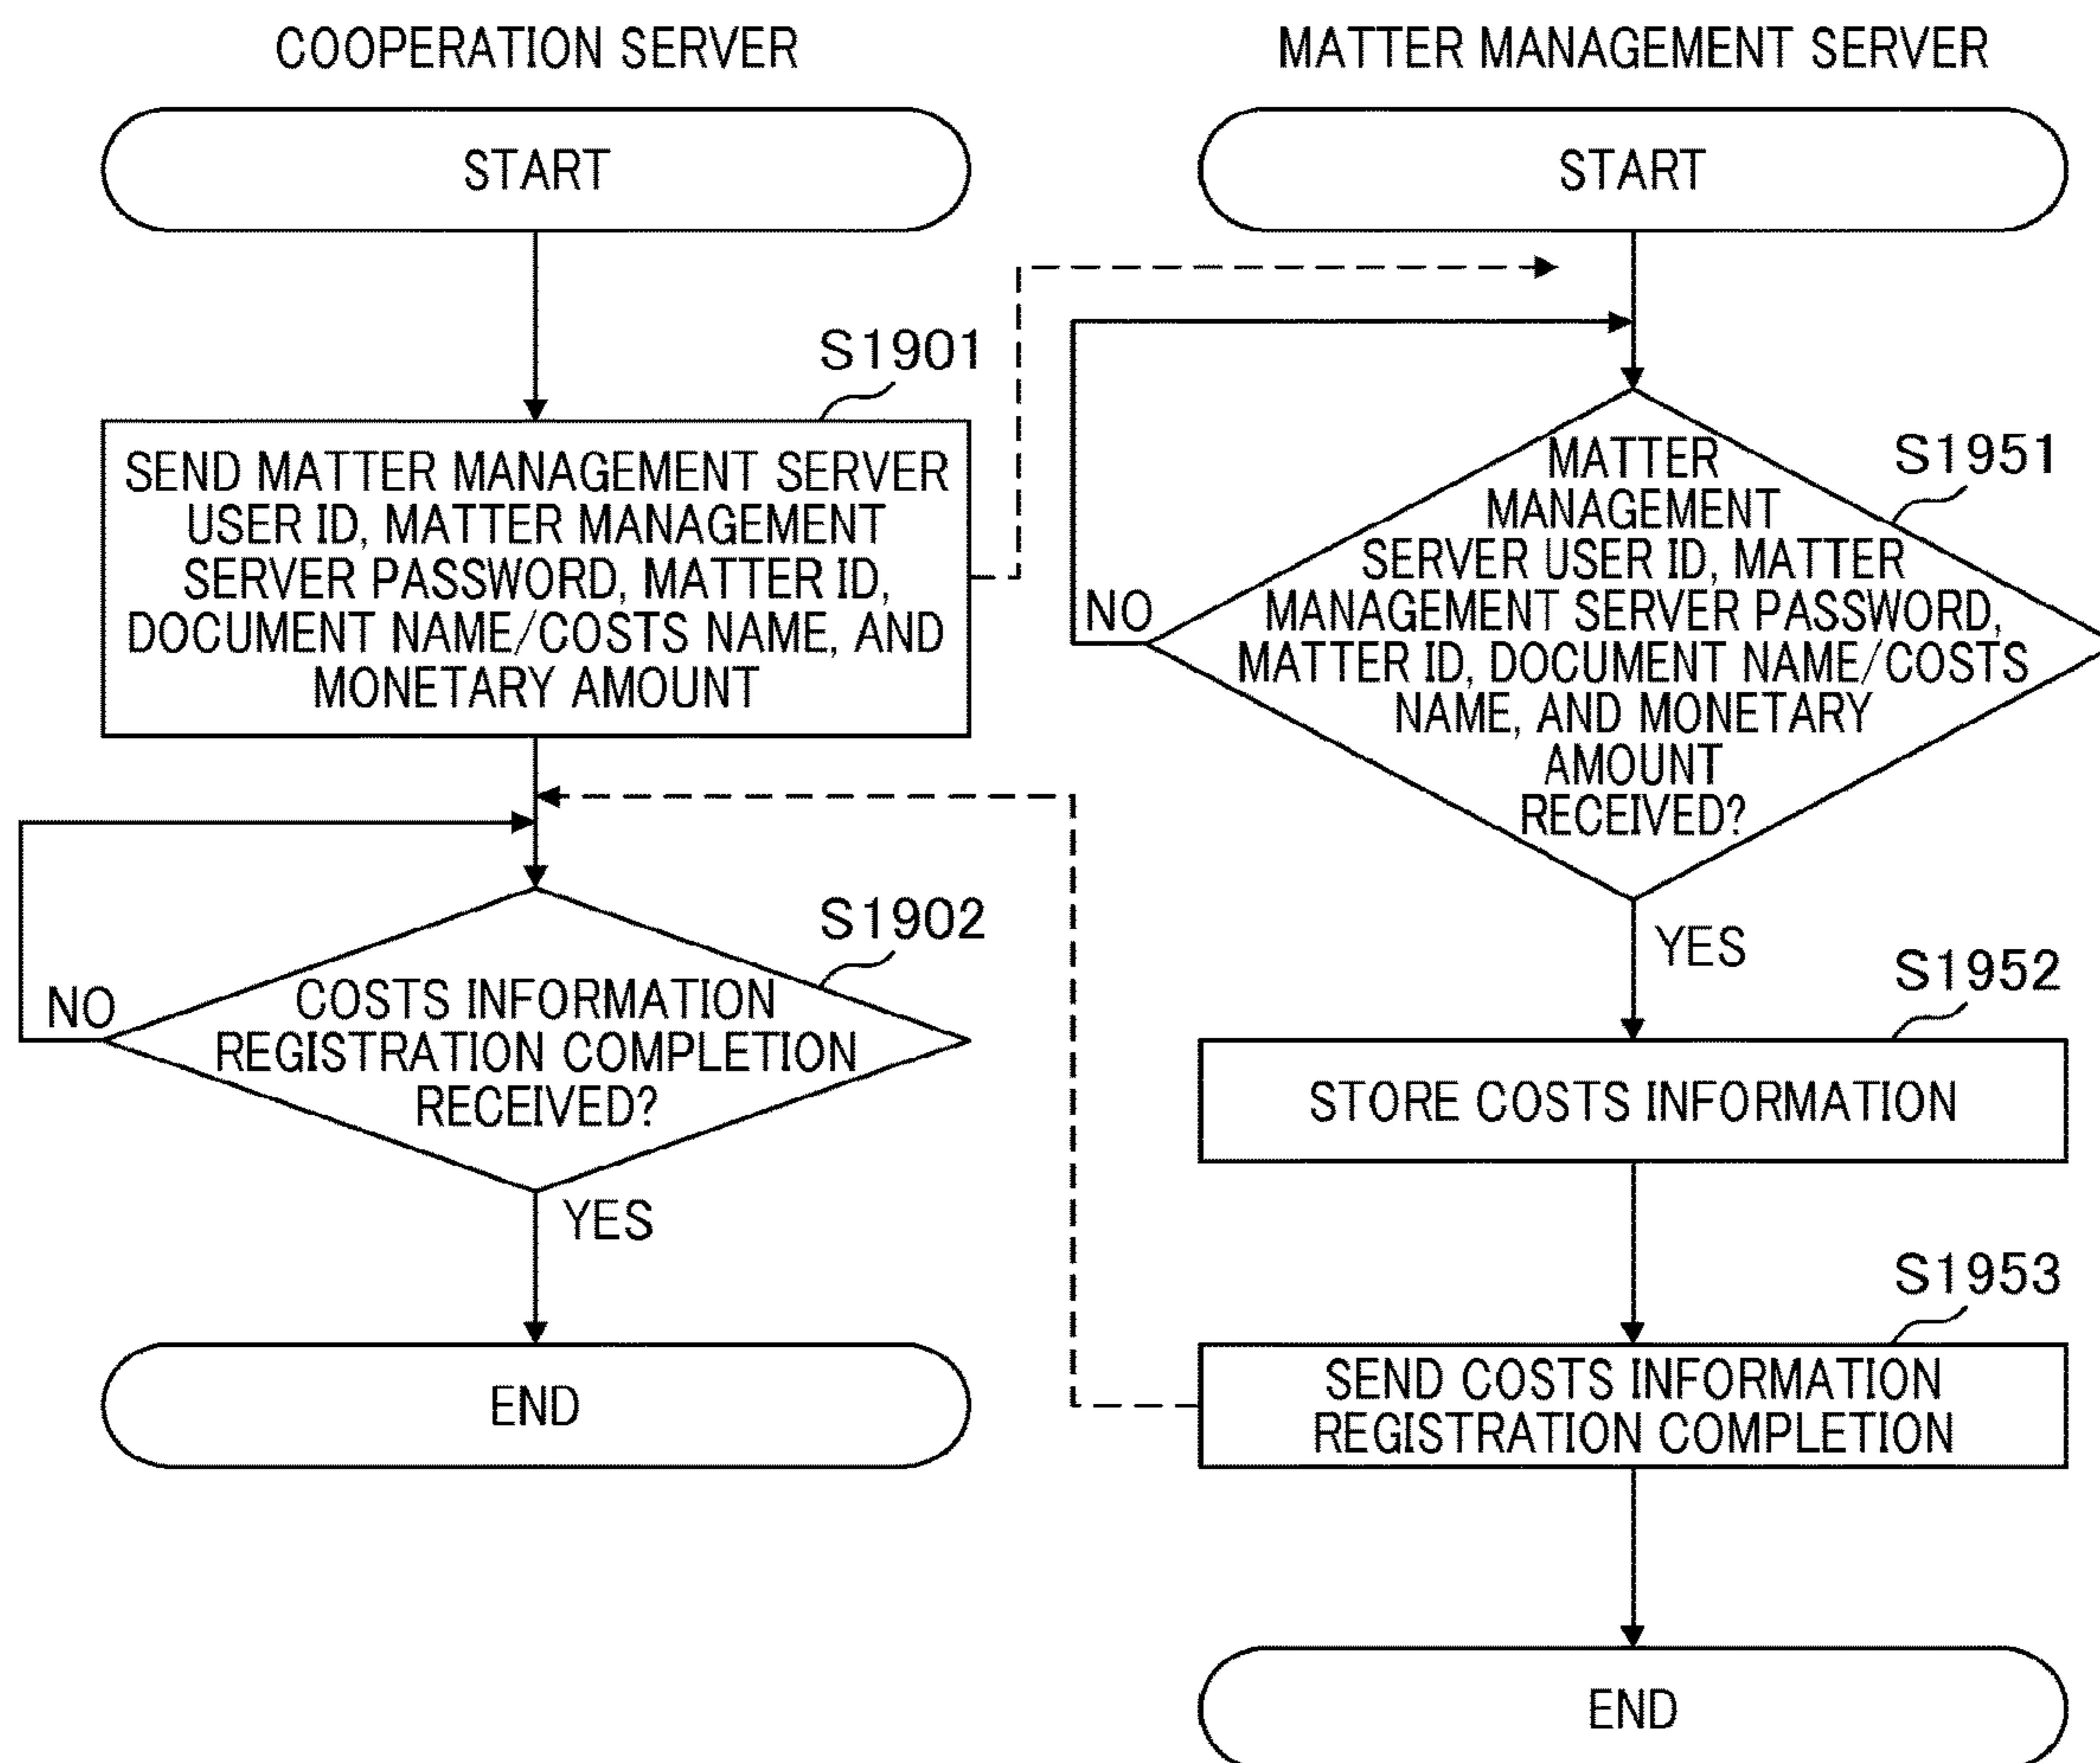 COOPERATION SERVER
START
S1901
SEND MATTER MANAGEMENT SERVER
USER ID, MATTER MANAGEMENT
SERVER PASSWORD, MATTER ID,
DOCUMENT NAME/COSTS NAME, AND
MONETARY AMOUNT
S1902
NO
COSTS INFORMATION
REGISTRATION COMPLETION
RECEIVED?
YES
END
MATTER MANAGEMENT SERVER
START
S1951
NO
MATTER
MANAGEMENT
SERVER USER ID, MATTER
MANAGEMENT SERVER PASSWORD,
MATTER ID, DOCUMENT NAME/COSTS
NAME, AND MONETARY
AMOUNT
RECEIVED?
YES
S1952
STORE COSTS INFORMATION
S1953
SEND COSTS INFORMATION
REGISTRATION COMPLETION
END